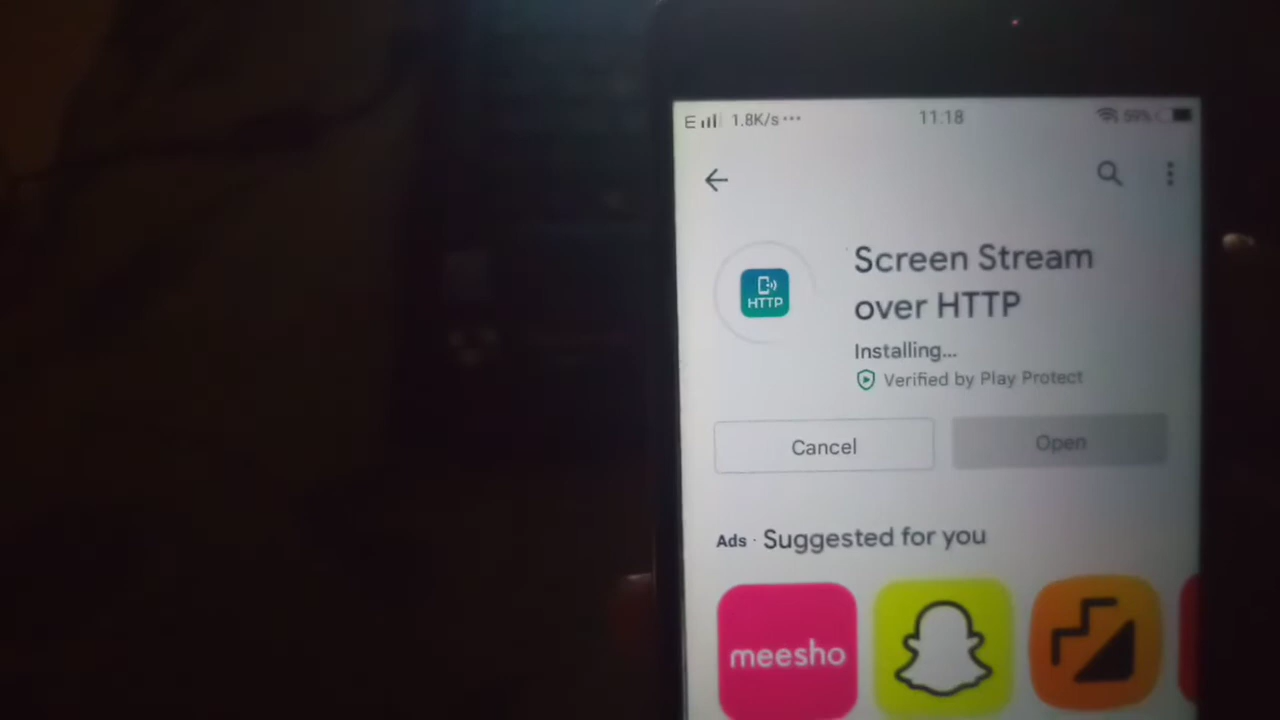 E 1.8K/s ... 11:18 59%
HTTP
Screen Stream
over HTTP
Installing...
Verified by Play Protect
Cancel Open
Ads · Suggested for you
meesho